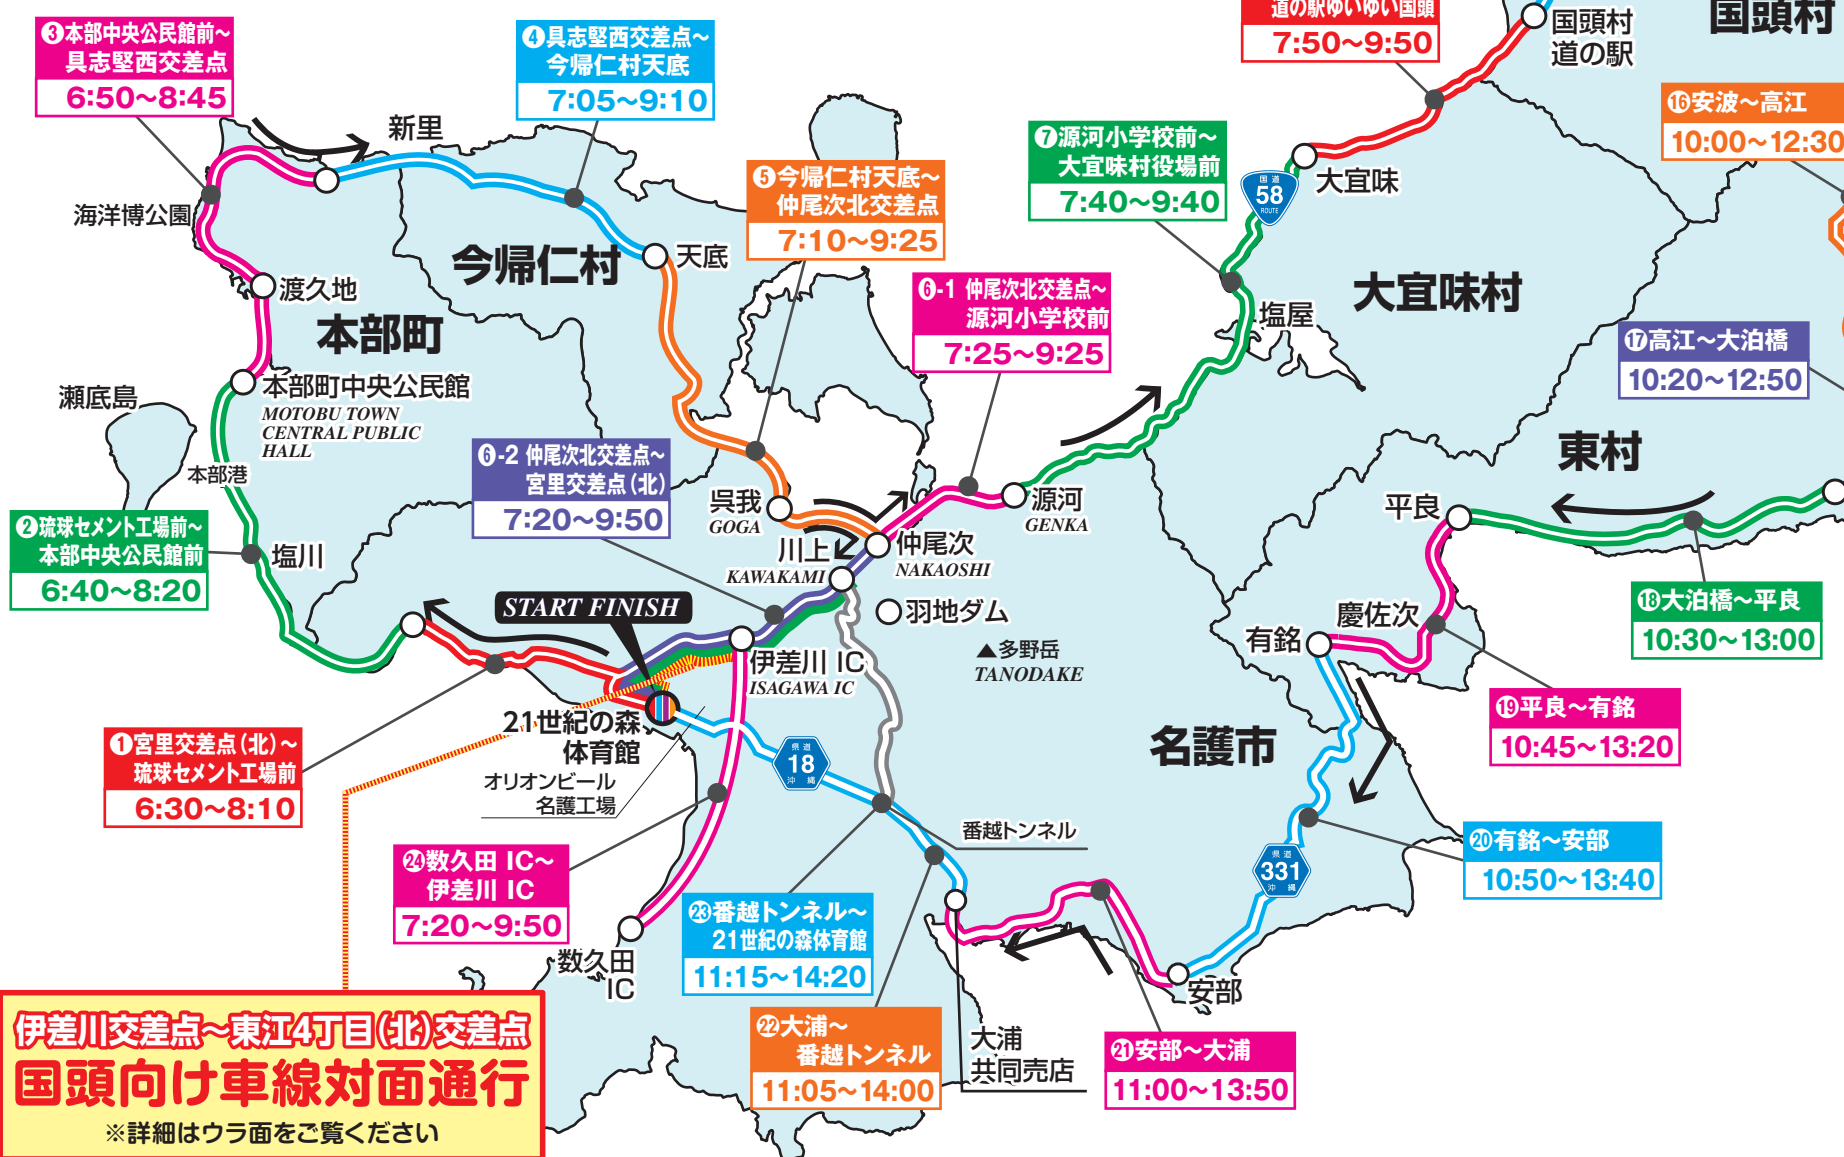 ❸本部中央公民館前～
具志堅西交差点
6:50～8:45
❹具志堅西交差点～
今帰仁村天底
7:05～9:10
道の駅ゆいゆい国頭
7:50～9:50
国頭村
道の駅
国頭村
⓰安波～高江
10:00～12:30
新里
海洋博公園
今帰仁村
天底
❺今帰仁村天底～
仲尾次北交差点
7:10～9:25
❼源河小学校前～
大宜味村役場前
7:40～9:40
国道
58
ROUTE
大宜味
大宜味村
塩屋
渡久地
本部町
❻-1 仲尾次北交差点～
源河小学校前
7:25～9:25
⓱高江～大泊橋
10:20～12:50
東村
瀬底島
本部町中央公民館
MOTOBU TOWN
CENTRAL PUBLIC
HALL
本部港
❻-2 仲尾次北交差点～
宮里交差点(北)
7:20～9:50
呉我
GOGA
源河
GENKA
平良
❷琉球セメント工場前～
本部中央公民館前
6:40～8:20
塩川
川上
KAWAKAMI
仲尾次
NAKAOSHI
羽地ダム
▲多野岳
TANODAKE
⓲大泊橋～平良
10:30～13:00
慶佐次
有銘
START FINISH
伊差川 IC
ISAGAWA IC
21世紀の森
体育館
オリオンビール
名護工場
⓳平良～有銘
10:45～13:20
❶宮里交差点(北)～
琉球セメント工場前
6:30～8:10
県道
18
沖縄
名護市
番越トンネル
県道
331
沖縄
⓴有銘～安部
10:50～13:40
㉔数久田 IC～
伊差川 IC
7:20～9:50
㉓番越トンネル～
21世紀の森体育館
11:15～14:20
数久田
IC
安部
㉒大浦～
番越トンネル
11:05～14:00
大浦
共同売店
㉑安部～大浦
11:00～13:50
伊差川交差点～東江4丁目(北)交差点
国頭向け車線対面通行
※詳細はウラ面をご覧ください